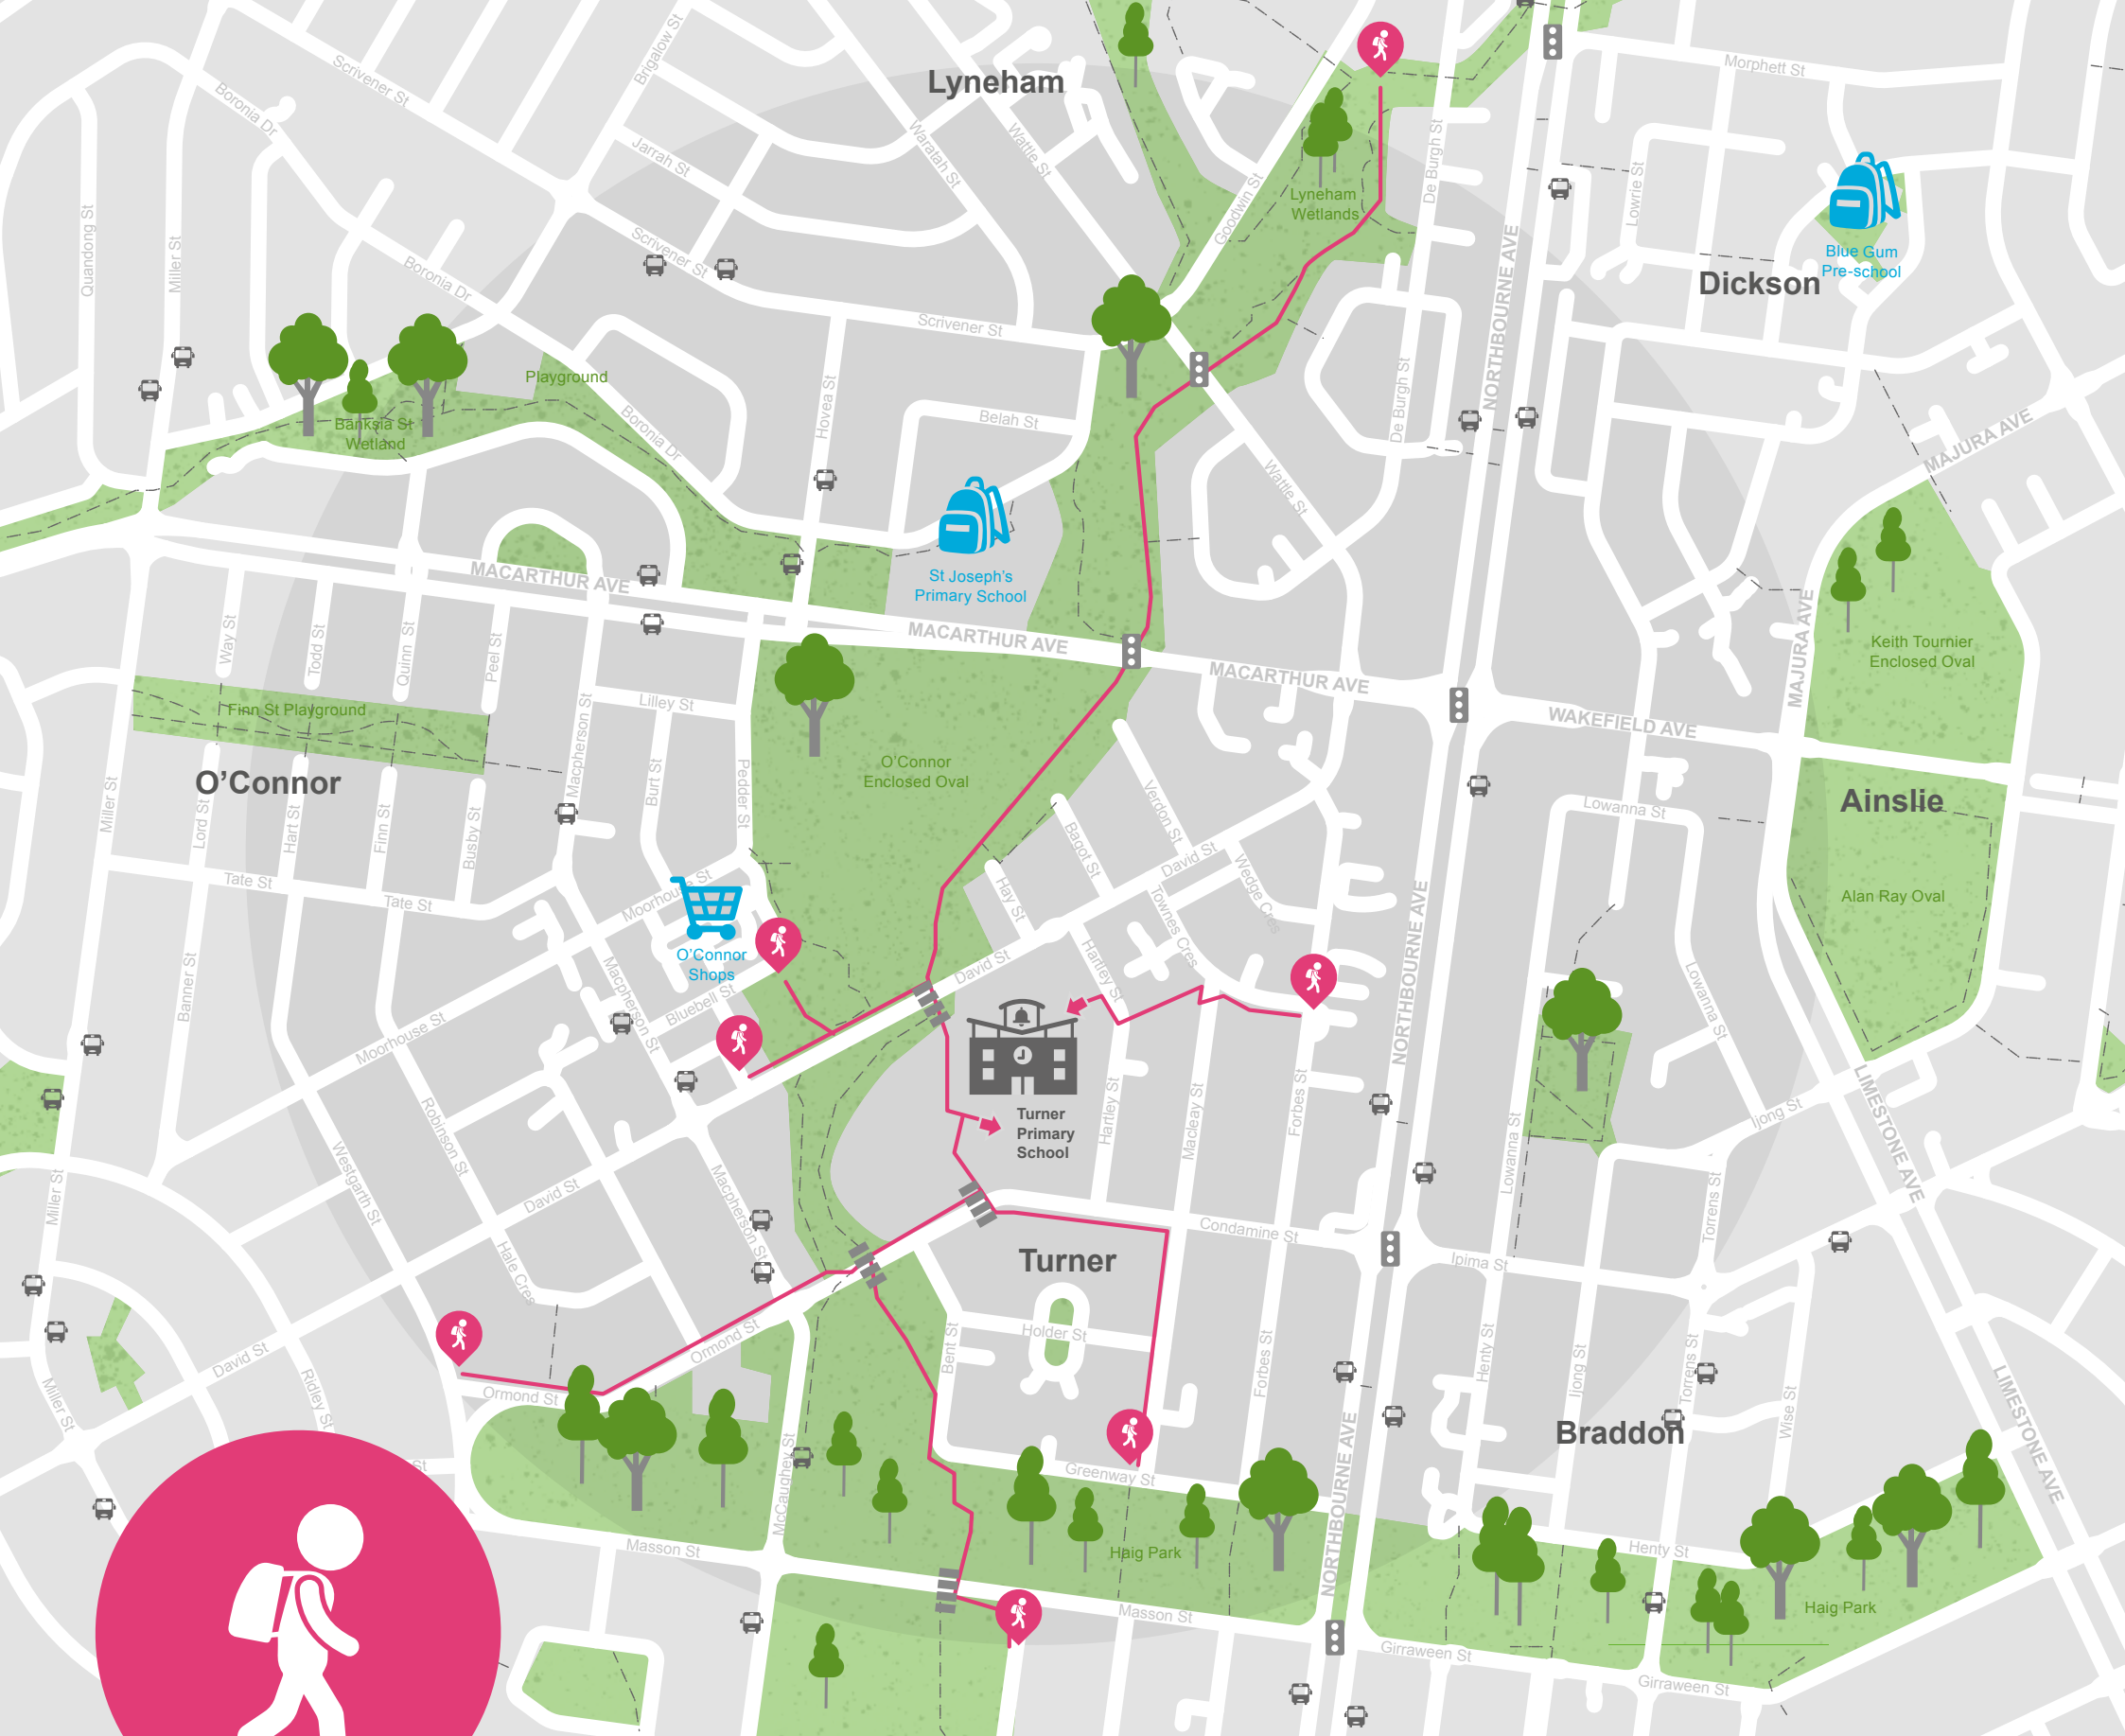 Lyneham
Scrivener St
Brigalow St
Boronia Dr
Jarrah St
Waratah St
Wattle St
Goodwin St
De Burgh St
Morphett St
Lowrie St
Lyneham
Wetlands
Blue Gum
Pre-school
Dickson
Quandong St
Miller St
Scrivener St
Boronia Dr
Scrivener St
NORTHBOURNE AVE
Playground
Hovea St
Belah St
De Burgh St
Banksia St
Wetland
Boronia Dr
Wattle St
MAJURA AVE
MACARTHUR AVE
St Joseph's
Primary School
MACARTHUR AVE
MACARTHUR AVE
MAJURA AVE
Keith Tournier
Enclosed Oval
WAKEFIELD AVE
Way St
Todd St
Quinn St
Peel St
Lilley St
Macpherson St
Finn St Playground
O'Connor
Miller St
Lord St
Hart St
Finn St
Busby St
Burt St
Pedder St
O'Connor
Enclosed Oval
Verdon St
Bagot St
David St
Wedge Cres
Lowanna St
Ainslie
Alan Ray Oval
Tate St
Tate St
Moorhouse St
Hay St
Townes Cres
NORTHBOURNE AVE
O'Connor
Shops
David St
Hartley St
Banner St
Macpherson St
Bluebell St
Moorhouse St
Lowanna St
Turner
Primary
School
Hartley St
Macleay St
Forbes St
Lowanna St
Ijong St
LIMESTONE AVE
Robinson St
Westgarth St
David St
Macpherson St
Miller St
Condamine St
Ipima St
Torrens St
Turner
Hale Cres
Holder St
Bent St
Forbes St
Henty St
Ijong St
Torrens St
Wise St
Ormond St
David St
Ridley St
Miller St
Ormond St
Braddon
LIMESTONE AVE
McCaughey St
Greenway St
NORTHBOURNE AVE
St
Haig Park
Masson St
Henty St
Masson St
Haig Park
Girraween St
Girraween St